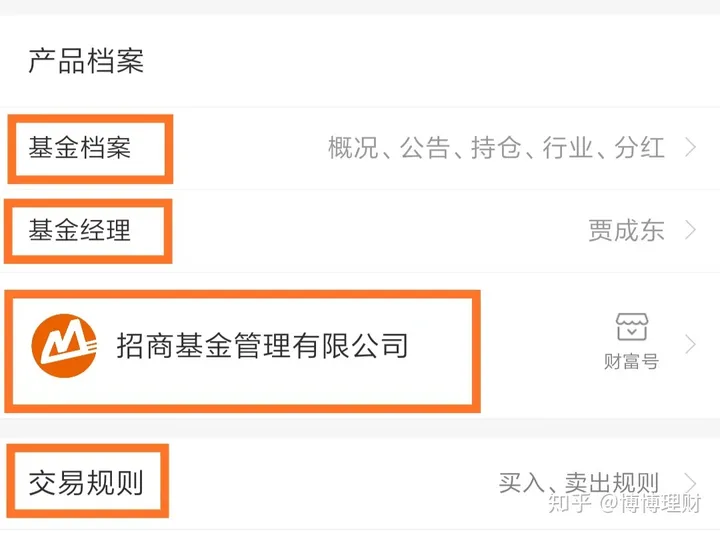 产品档案
基金档案 概况、公告、持仓、行业、分红
基金经理 贾成东
招商基金管理有限公司 财富号
交易规则 买入、卖出规则
知乎 @博博理财